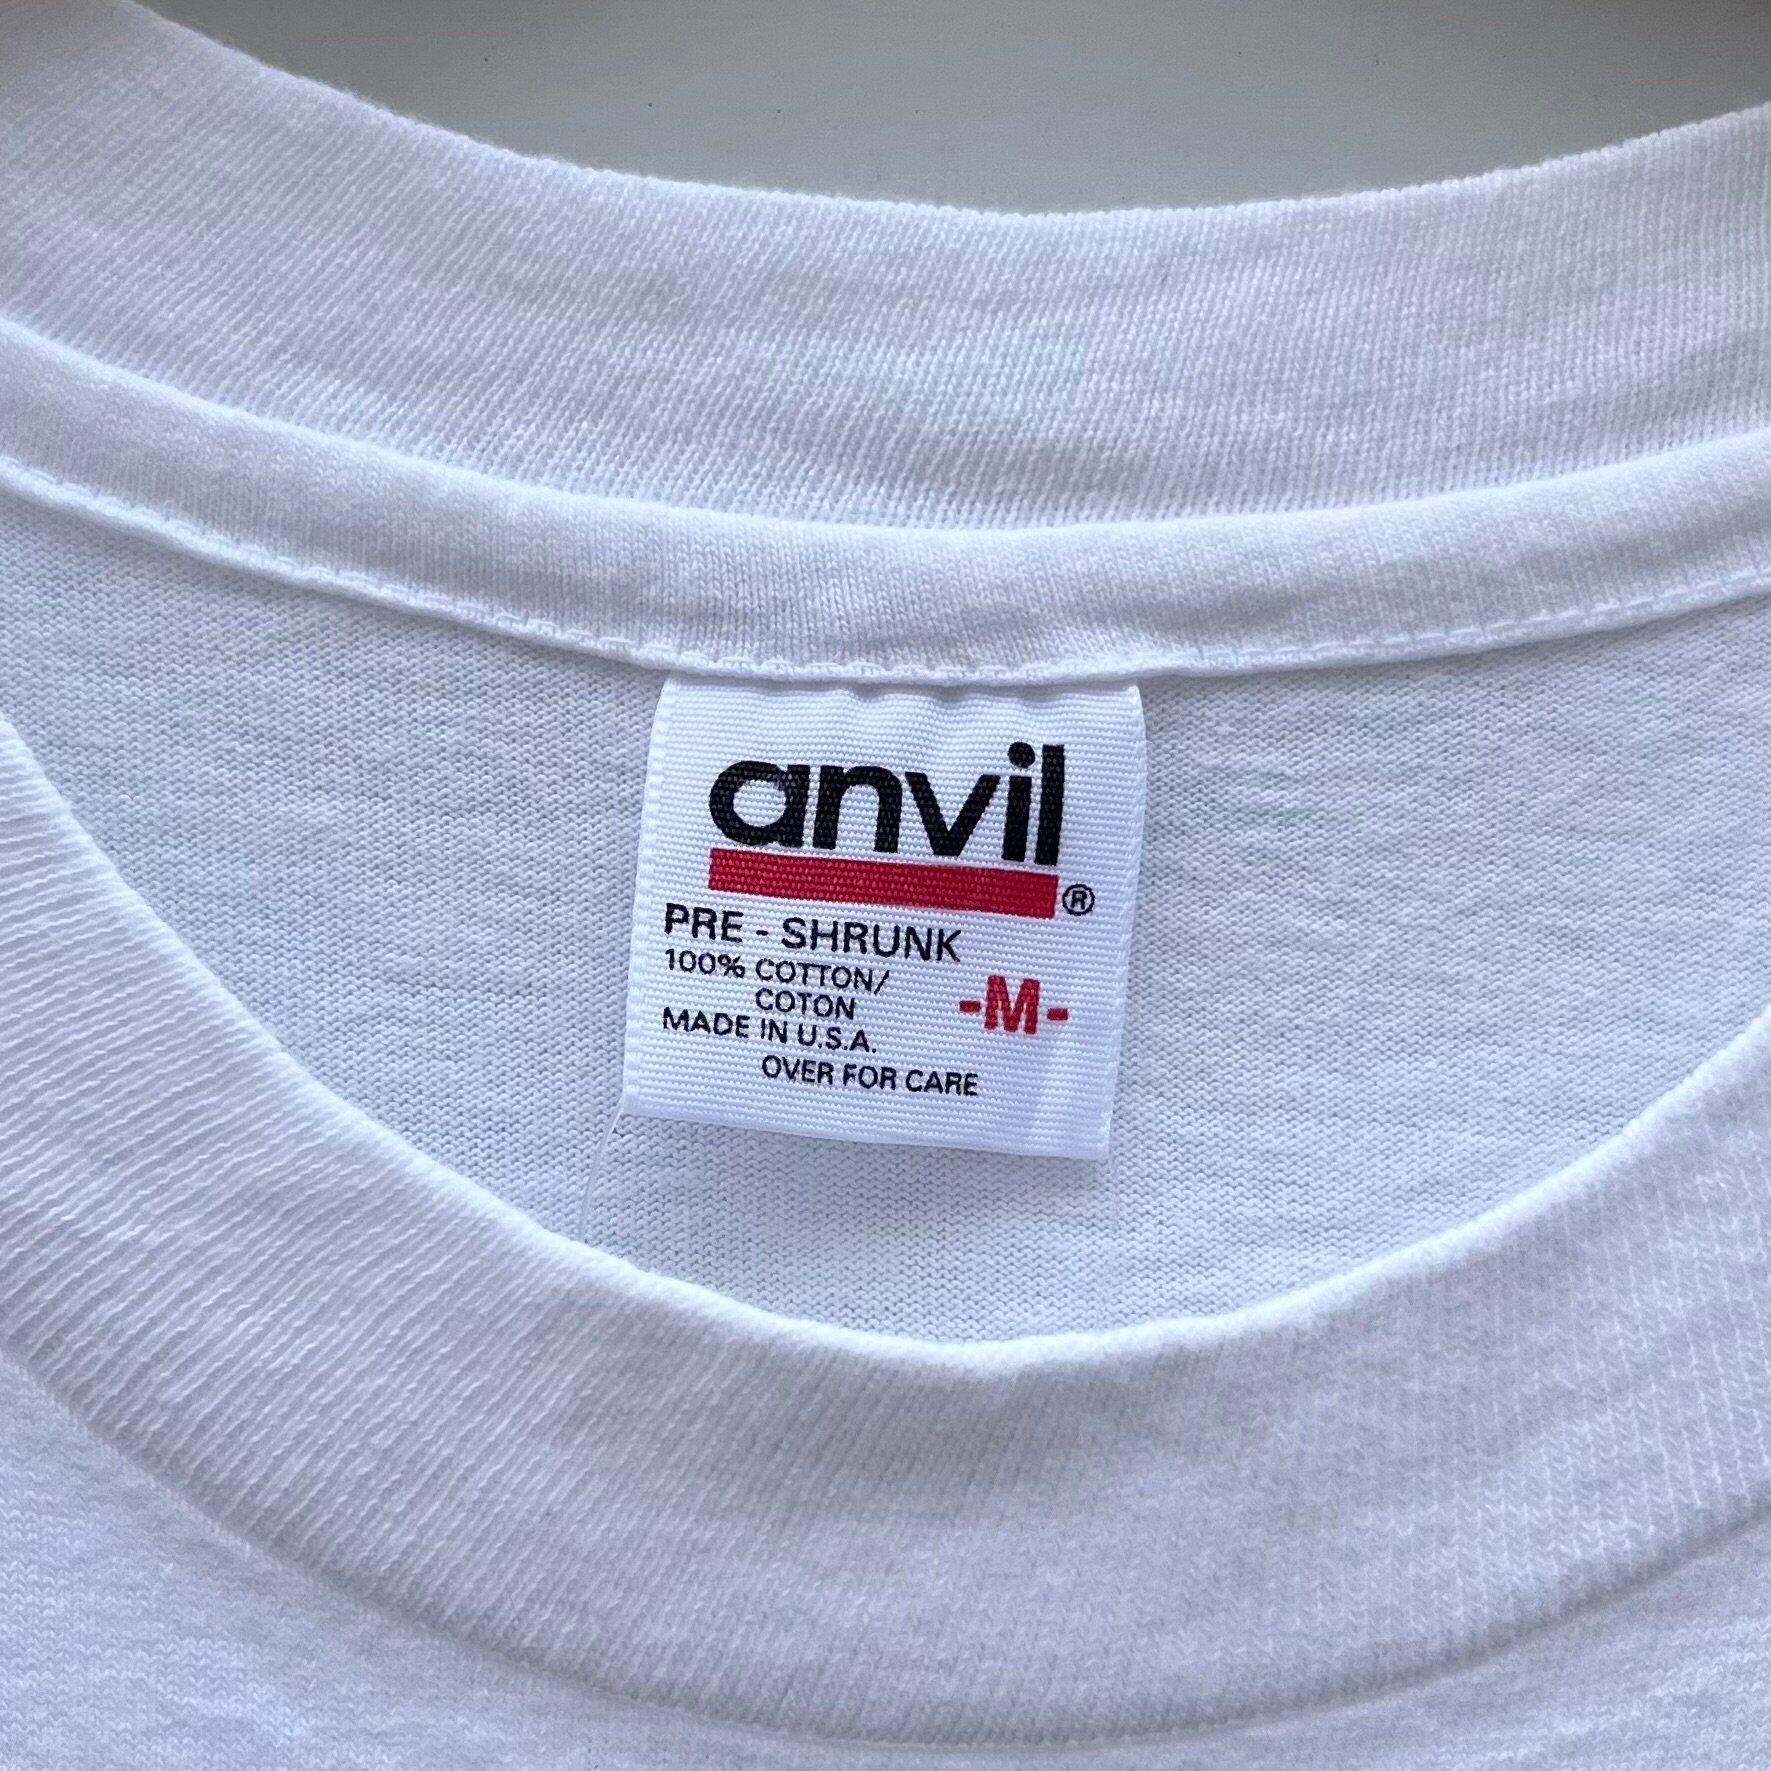 anvil®
PRE - SHRUNK
100% COTTON/
COTON
-M-
MADE IN U.S.A.
OVER FOR CARE